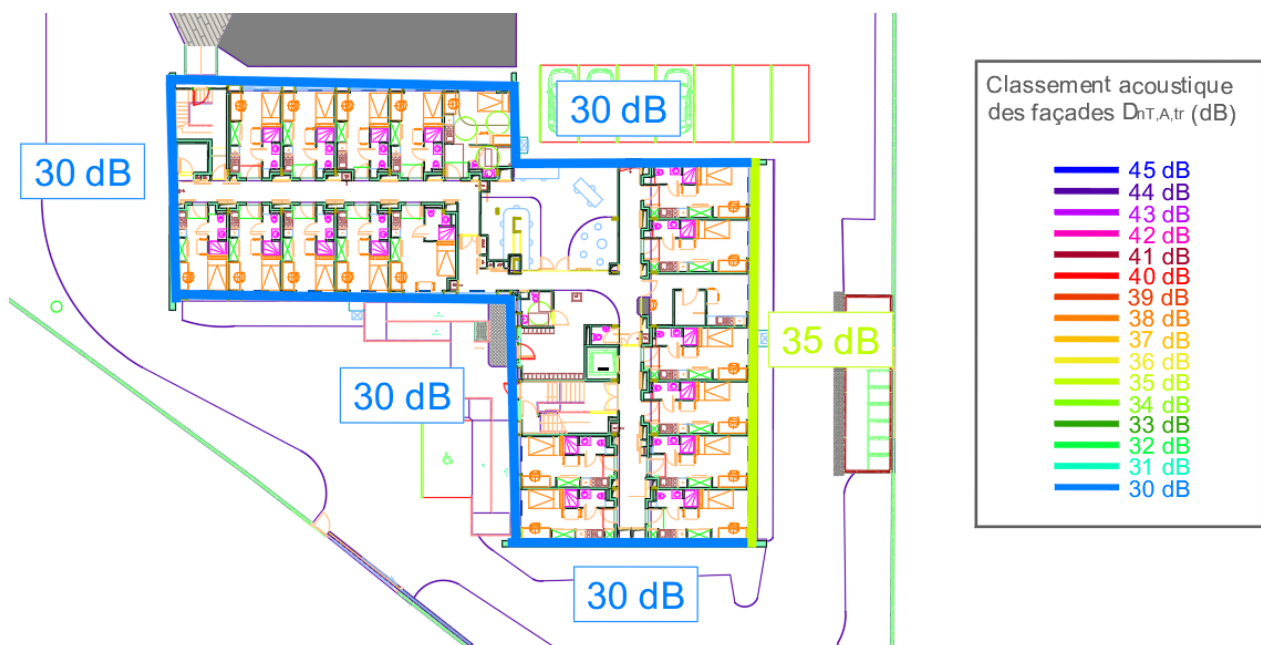 30 dB
30 dB
35 dB
30 dB
30 dB
Classement acoustique
des façades DnT,A,tr (dB)
45 dB
44 dB
43 dB
42 dB
41 dB
40 dB
39 dB
38 dB
37 dB
36 dB
35 dB
34 dB
33 dB
32 dB
31 dB
30 dB